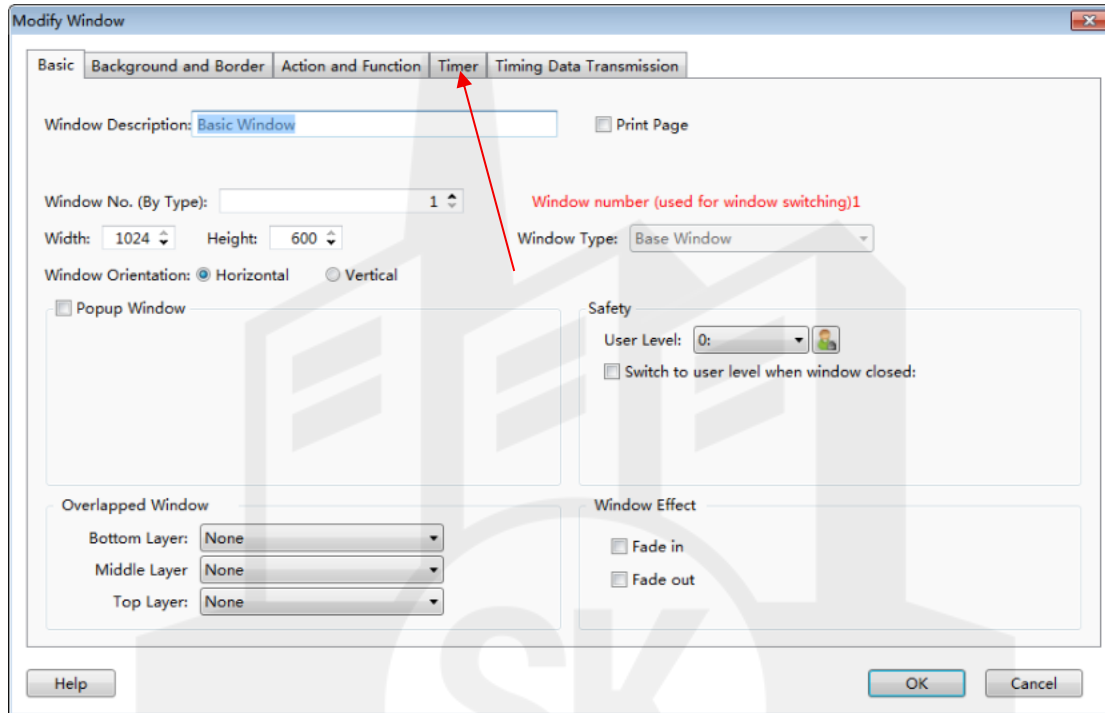 Modify Window
Basic Background and Border Action and Function Timer Timing Data Transmission
Window Description: Basic Window Print Page
Window No. (By Type): 1 Window number (used for window switching)1
Width: 1024 Height: 600 Window Type: Base Window
Window Orientation: Horizontal Vertical
Popup Window Safety
User Level: 0:
Switch to user level when window closed:
Overlapped Window Window Effect
Bottom Layer: None
Fade in
Middle Layer None
Fade out
Top Layer: None
SK
Help OK Cancel